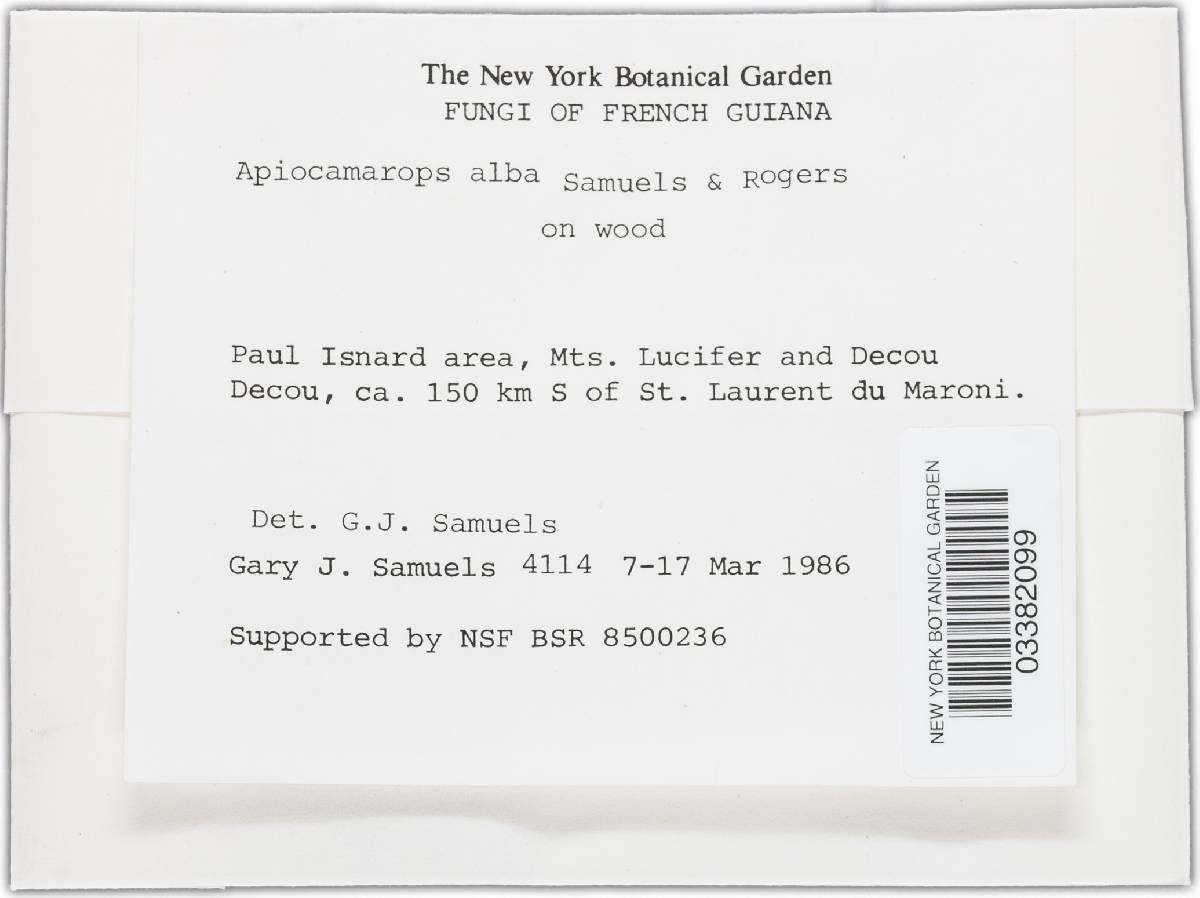 The New York Botanical Garden
FUNGI OF FRENCH GUIANA
Apiocamarops alba Samuels & Rogers
on wood
Paul Isnard area, Mts. Lucifer and Decou
Decou, ca. 150 km S of St. Laurent du Maroni.
Det. G.J. Samuels
Gary J. Samuels 4114 7-17 Mar 1986
Supported by NSF BSR 8500236
NEW YORK BOTANICAL GARDEN
03382099